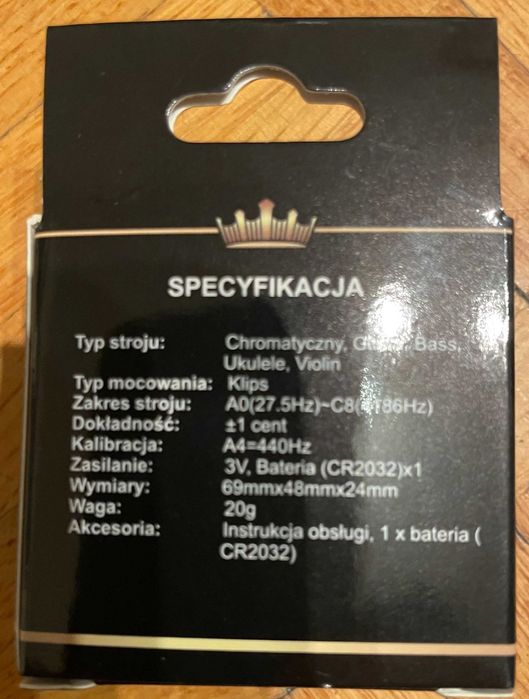 SPECYFIKACJA
Typ stroju: Chromatyczny, Bass,
Ukulele, Violin
Typ mocowania: Klips
Zakres stroju: A0(27.5Hz)~C8(
Dokładność: ±1 cent
Kalibracja: A4=440Hz
Zasilanie: 3V, Bateria (CR2032)x1
Wymiary: 69mmx48mmx24mm
Waga: 20g
Akcesoria: Instrukcja obsługi, 1 x bateria (
CR2032)